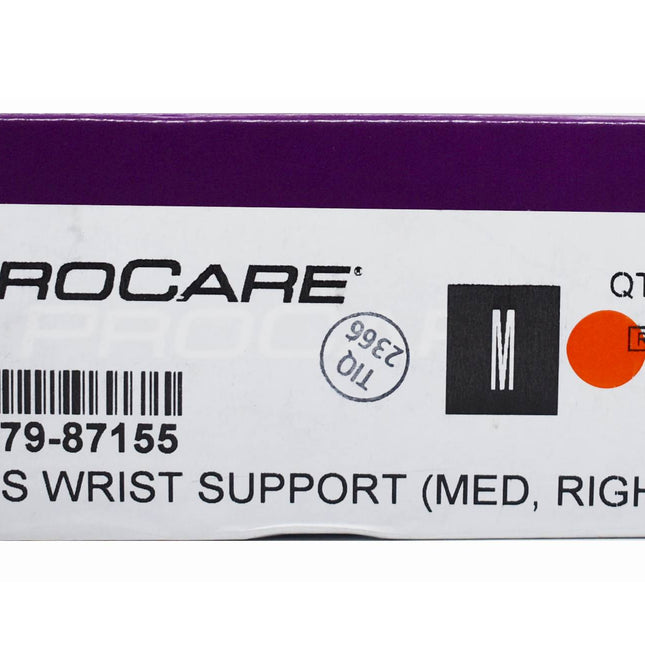 ROCARE
QT
M
R
TIQ
2366
79-87155
S WRIST SUPPORT (MED, RIGH